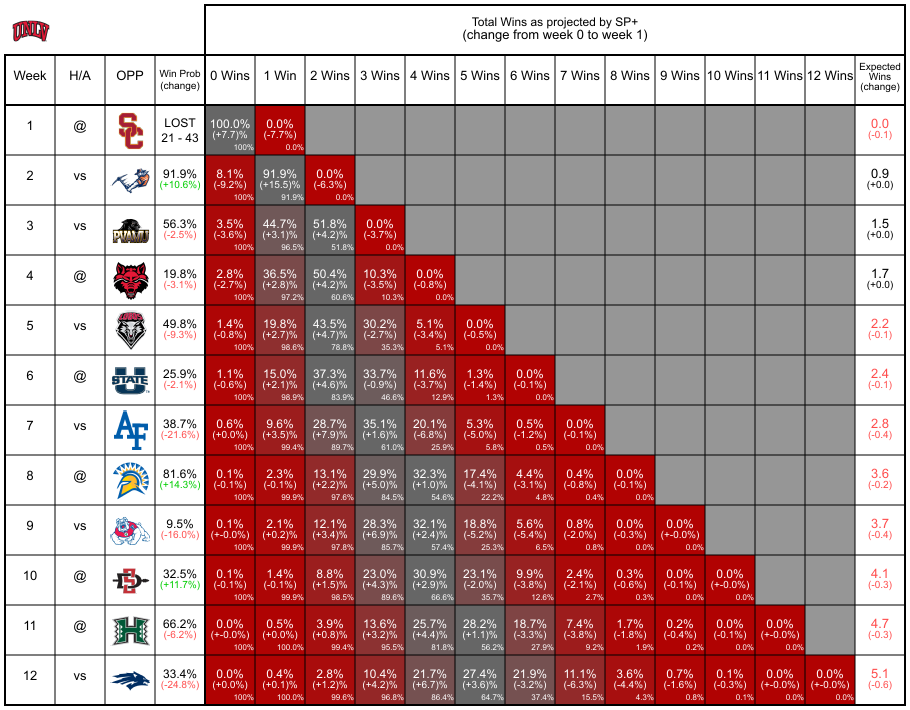 UNLV
Total Wins as projected by SP+
(change from week 0 to week 1)
Week H/A OPP Win Prob (change) 0 Wins 1 Win 2 Wins 3 Wins 4 Wins 5 Wins 6 Wins 7 Wins 8 Wins 9 Wins 10 Wins 11 Wins 12 Wins Expected Wins (change)
1 @ SC LOST 100.0% 0.0% 0.0
21 - 43 (+7.7)% (-7.7%) (-0.1)
100% 0.0%
2 vs 91.9% 8.1% 91.9% 0.0% 0.9
(+10.6%) (-9.2%) (+15.5)% (-6.3%) (+0.0)
100% 91.9% 0.0%
3 vs PVAMU 56.3% 3.5% 44.7% 51.8% 0.0% 1.5
(-2.5%) (-3.6%) (+3.1)% (+4.2)% (-3.7%) (+0.0)
100% 96.5% 51.8% 0.0%
4 @ 19.8% 2.8% 36.5% 50.4% 10.3% 0.0% 1.7
(-3.1%) (-2.7%) (+2.8)% (+4.2)% (-3.5%) (-0.8%) (+0.0)
100% 97.2% 60.6% 10.3% 0.0%
5 vs 49.8% 1.4% 19.8% 43.5% 30.2% 5.1% 0.0% 2.2
(-9.3%) (-0.8%) (+2.7)% (+4.7)% (-2.7%) (-3.4%) (-0.5%) (-0.1)
100% 98.6% 78.8% 35.3% 5.1% 0.0%
6 @ U STATE 25.9% 1.1% 15.0% 37.3% 33.7% 11.6% 1.3% 0.0% 2.4
(-2.1%) (-0.6%) (+2.1)% (+4.6)% (-0.9%) (-3.7%) (-1.4%) (-0.1%) (-0.1)
100% 98.9% 83.9% 46.6% 12.9% 1.3% 0.0%
7 vs AF 38.7% 0.6% 9.6% 28.7% 35.1% 20.1% 5.3% 0.5% 0.0% 2.8
(-21.6%) (+0.0%) (+3.5)% (+7.9)% (+1.6)% (-6.8%) (-5.0%) (-1.2%) (-0.1%) (-0.4)
100% 99.4% 89.7% 61.0% 25.9% 5.8% 0.5% 0.0%
8 @ 81.6% 0.1% 2.3% 13.1% 29.9% 32.3% 17.4% 4.4% 0.4% 0.0% 3.6
(+14.3%) (-0.1%) (-0.1%) (+2.2)% (+5.0)% (+1.0)% (-4.1%) (-3.1%) (-0.8%) (-0.1%) (-0.2)
100% 99.9% 97.6% 84.5% 54.6% 22.2% 4.8% 0.4% 0.0%
9 vs 9.5% 0.1% 2.1% 12.1% 28.3% 32.1% 18.8% 5.6% 0.8% 0.0% 0.0% 3.7
(-16.0%) (+-0.0%) (+0.2)% (+3.4)% (+6.9)% (+2.4)% (-5.2%) (-5.4%) (-2.0%) (-0.3%) (+-0.0%) (-0.4)
100% 99.9% 97.8% 85.7% 57.4% 25.3% 6.5% 0.8% 0.0% 0.0%
10 @ SD 32.5% 0.1% 1.4% 8.8% 23.0% 30.9% 23.1% 9.9% 2.4% 0.3% 0.0% 0.0% 4.1
(+11.7%) (-0.1%) (-0.1%) (+1.5)% (+4.3)% (+2.9)% (-2.0%) (-3.8%) (-2.1%) (-0.6%) (-0.1%) (+-0.0%) (-0.3)
100% 99.9% 98.5% 89.6% 66.6% 35.7% 12.6% 2.7% 0.3% 0.0% 0.0%
11 @ H 66.2% 0.0% 0.5% 3.9% 13.6% 25.7% 28.2% 18.7% 7.4% 1.7% 0.2% 0.0% 0.0% 4.7
(-6.2%) (+-0.0%) (+0.0%) (+0.8)% (+3.2)% (+4.4)% (+1.1)% (-3.3%) (-3.8%) (-1.8%) (-0.4%) (-0.1%) (+-0.0%) (-0.3)
100% 100.0% 99.4% 95.5% 81.8% 56.2% 27.9% 9.2% 1.9% 0.2% 0.0% 0.0%
12 vs 33.4% 0.0% 0.4% 2.8% 10.4% 21.7% 27.4% 21.9% 11.1% 3.6% 0.7% 0.1% 0.0% 0.0% 5.1
(-24.8%) (+0.0%) (+0.1)% (+1.2)% (+4.2)% (+6.7)% (+3.6)% (-3.2%) (-6.3%) (-4.4%) (-1.6%) (-0.3%) (+-0.0%) (+-0.0%) (-0.6)
100% 100.0% 99.6% 96.8% 86.4% 64.7% 37.4% 15.5% 4.3% 0.8% 0.1% 0.0% 0.0%